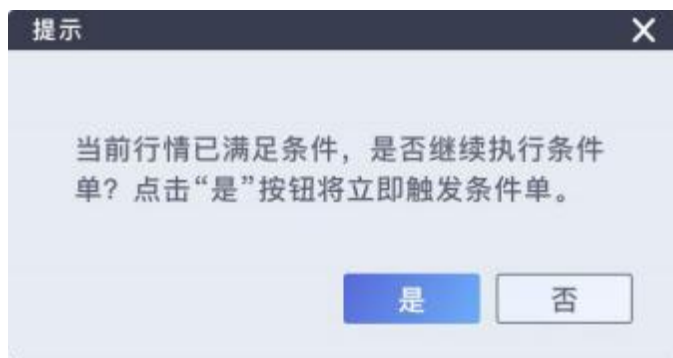 提示
当前行情已满足条件，是否继续执行条件
单？点击“是”按钮将立即触发条件单。
是
否